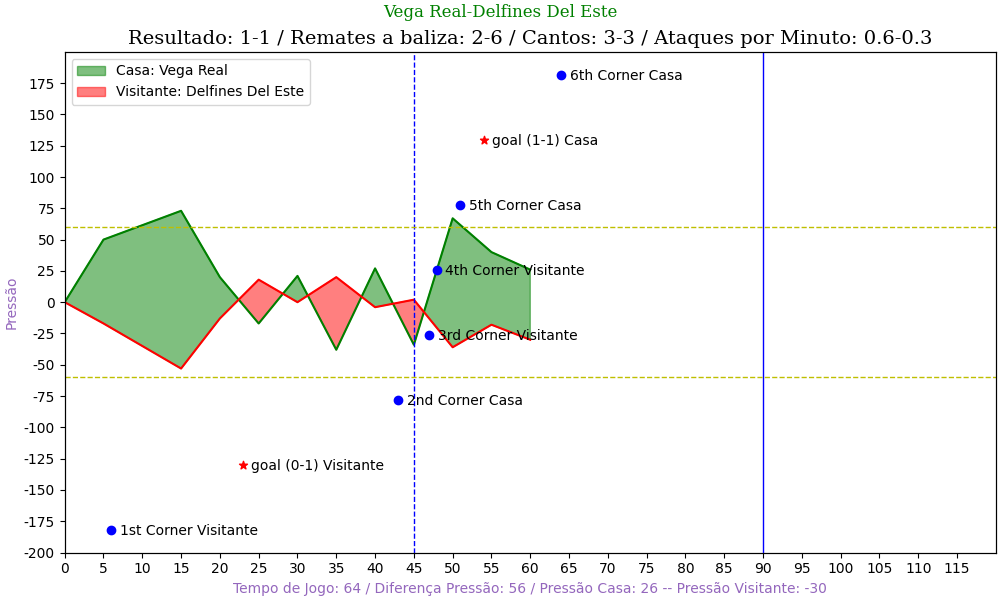 Vega Real-Delfines Del Este
Resultado: 1-1 / Remates a baliza: 2-6 / Cantos: 3-3 / Ataques por Minuto: 0.6-0.3
Casa: Vega Real
Visitante: Delfines Del Este
6th Corner Casa
goal (1-1) Casa
5th Corner Casa
4th Corner Visitante
3rd Corner Visitante
2nd Corner Casa
goal (0-1) Visitante
1st Corner Visitante
Pressão
175
150
125
100
75
50
25
0
-25
-50
-75
-100
-125
-150
-175
-200
0 5 10 15 20 25 30 35 40 45 50 55 60 65 70 75 80 85 90 95 100 105 110 115
Tempo de Jogo: 64 / Diferença Pressão: 56 / Pressão Casa: 26 -- Pressão Visitante: -30